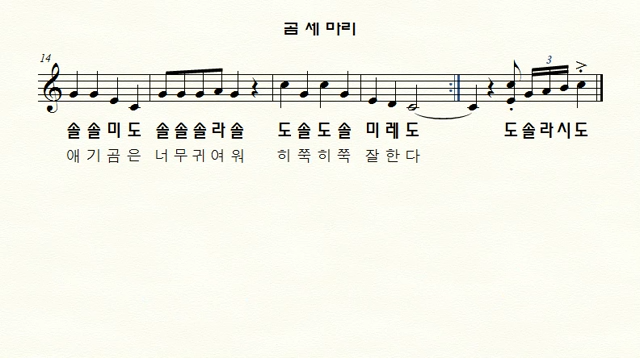 곰 세 마리
14
3
솔 솔 미 도 솔 솔 솔 라 솔 도 솔 도 솔 미 레 도 도 솔 라 시 도
애 기 곰 은 너 무 귀 여 워 히 쭉 히 쭉 잘 한 다